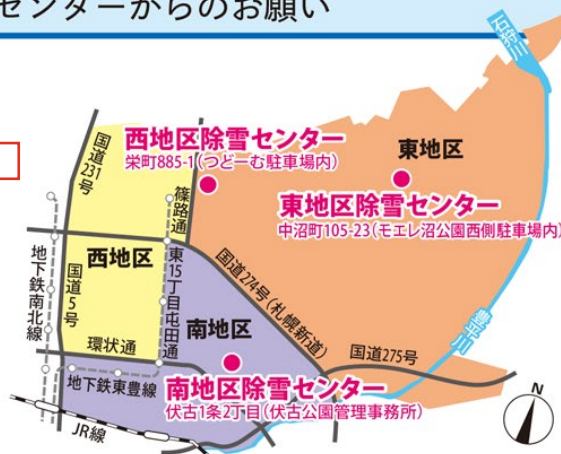 センターからのお願い
石狩川
国道231号
西地区除雪センター
栄町885-1(つどーむ駐車場内)
東地区
東地区除雪センター
中沼町105-23(モエレ沼公園西側駐車場内)
篠路通
西地区
地下鉄南北線
国道5号
東15丁目屯田通
国道274号(札幌新道)
南地区
豊平川
環状通
国道275号
地下鉄東豊線
南地区除雪センター
伏古1条2丁目(伏古公園管理事務所)
JR線
N